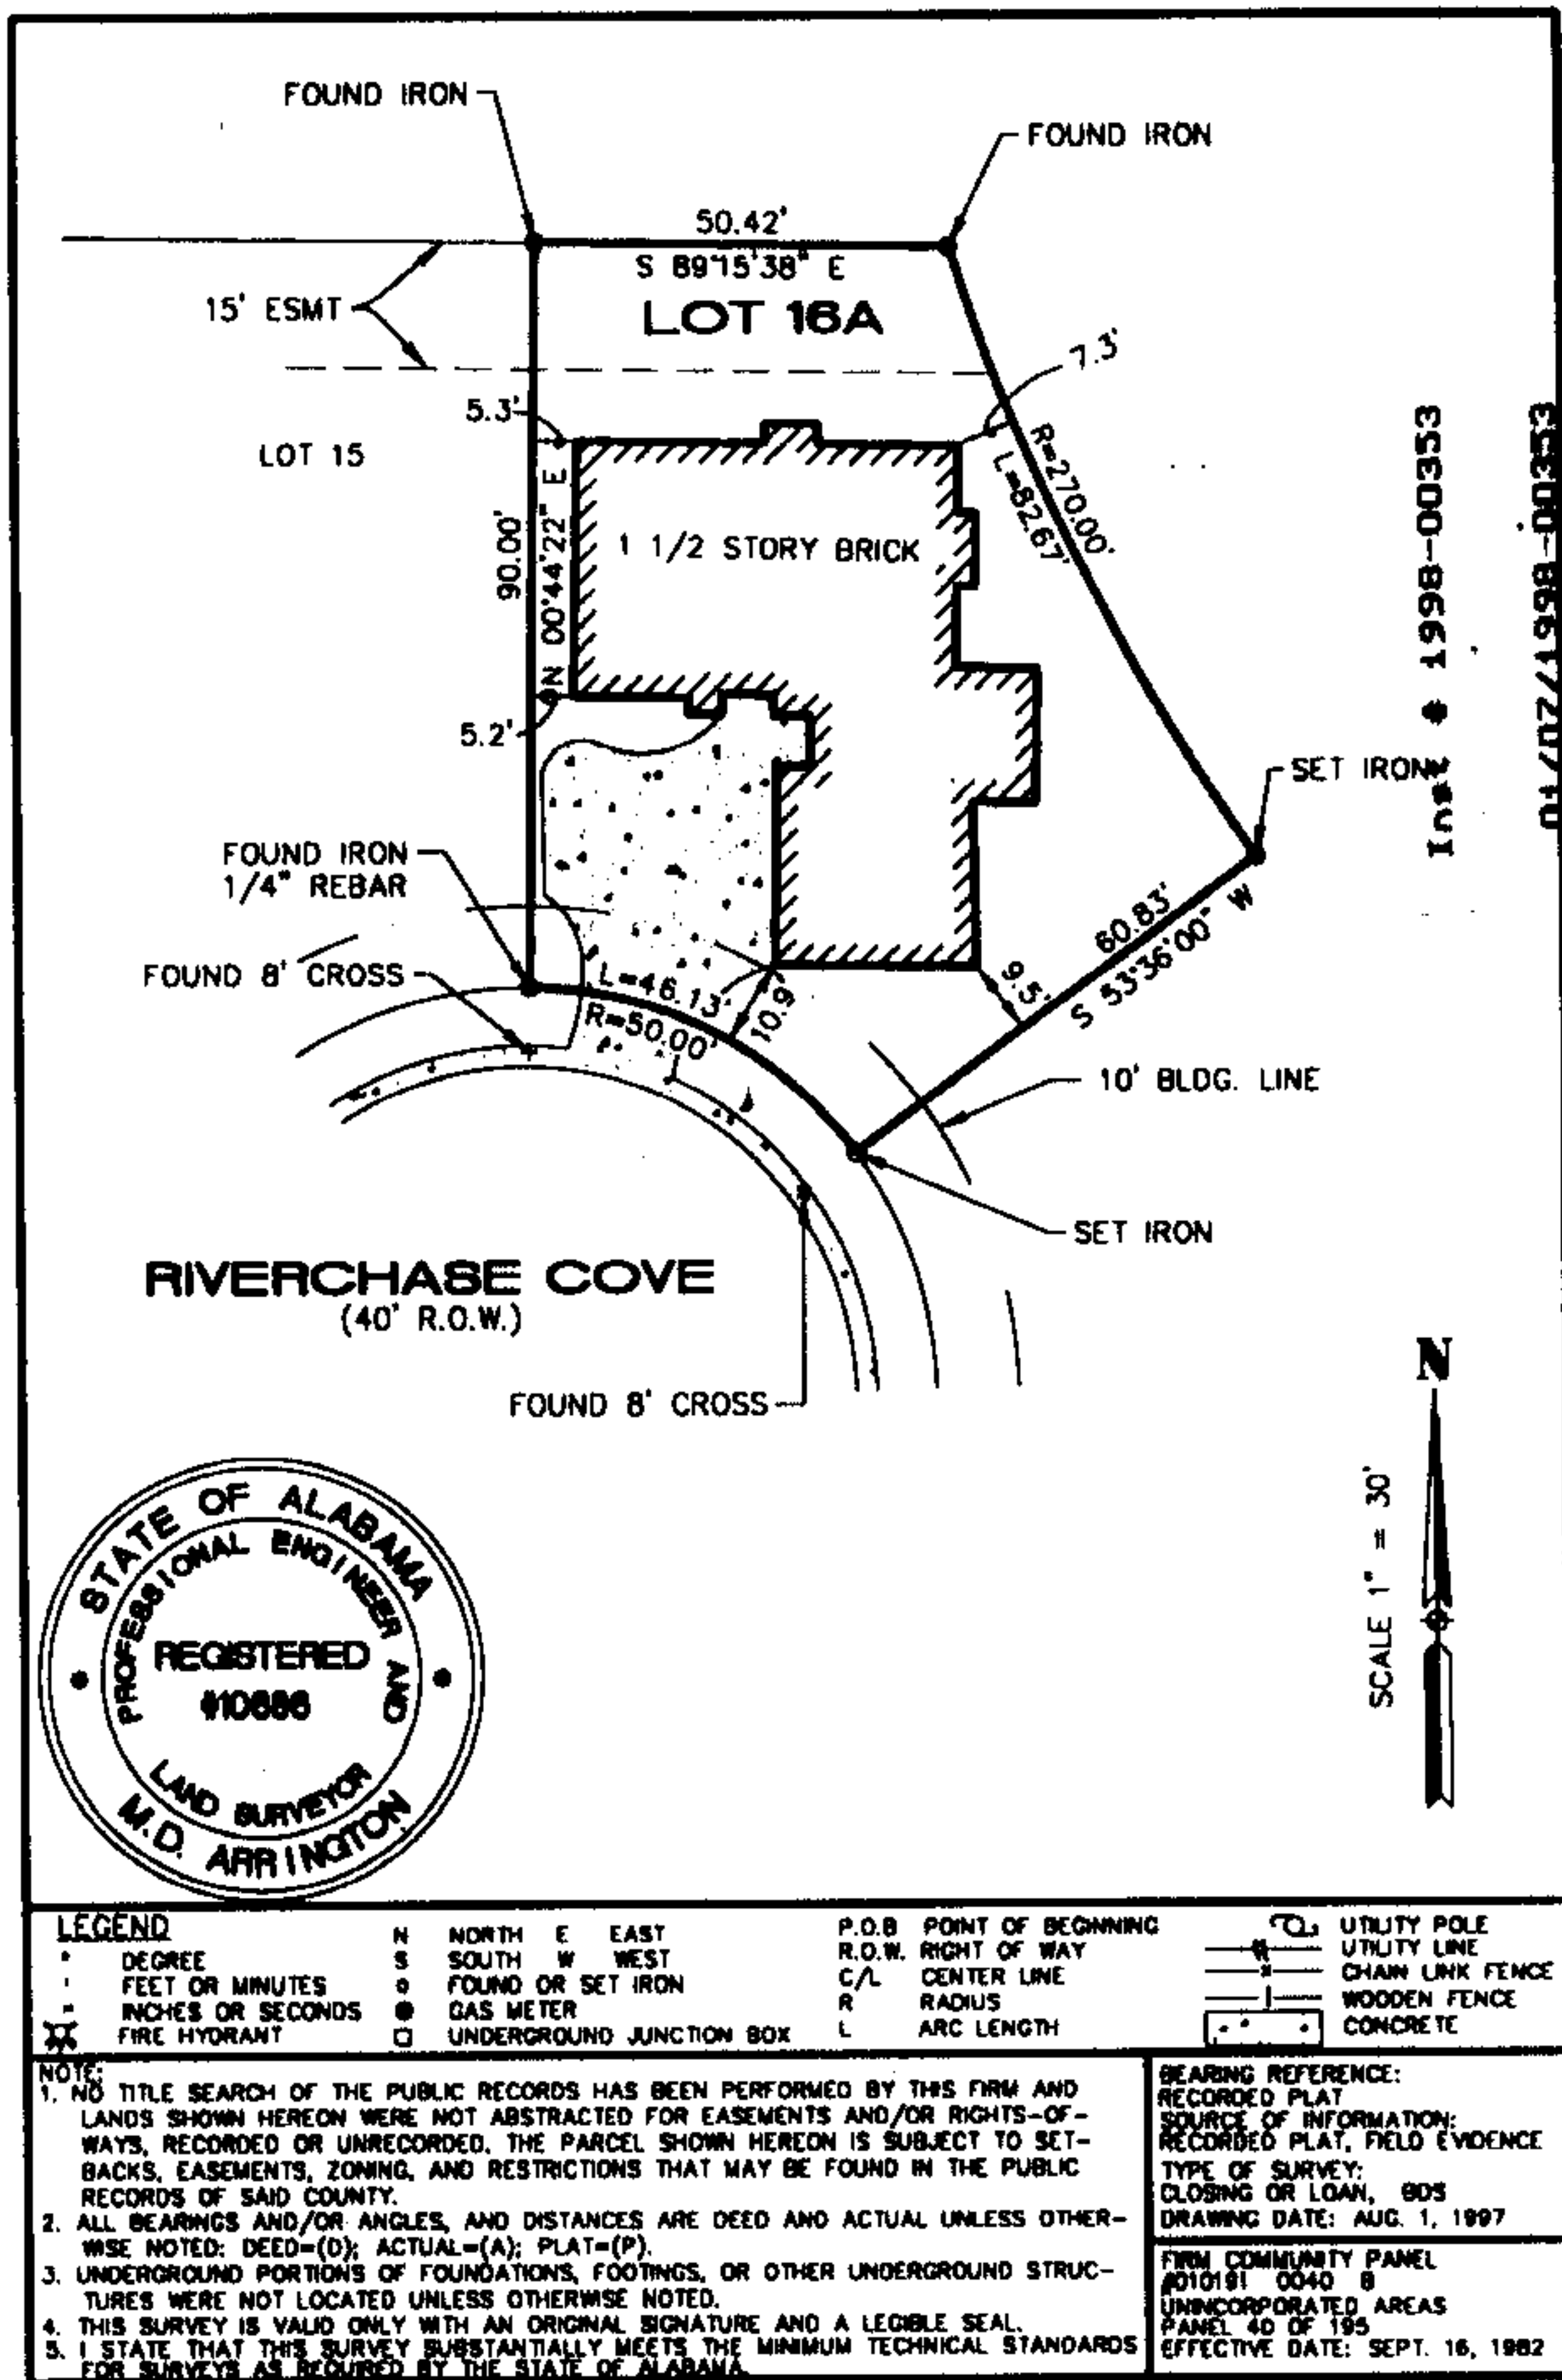 FOUND IRON
FOUND IRON
50.42'
S 89°15'38" E
15' ESMT
LOT 16A
7.3'
5.3'
LOT 15
R=270.00'
L=82.67'
90.00'
N 00°44'22" E
1 1/2 STORY BRICK
Inst # 1998-00353
5.2'
SET IRON
FOUND IRON
1/4" REBAR
60.83'
S 53°36'00" W
FOUND 8' CROSS
L=46.13'
R=50.00'
10.9'
9.5'
10' BLDG. LINE
SET IRON
RIVERCHASE COVE
(40' R.O.W.)
FOUND 8' CROSS
N
SCALE 1" = 30'
STATE OF ALABAMA
PROFESSIONAL ENGINEER AND
REGISTERED
#10686
LAND SURVEYOR
M.D. ARRINGTON
LEGEND
° DEGREE
' FEET OR MINUTES
" INCHES OR SECONDS
FIRE HYDRANT
N NORTH E EAST
S SOUTH W WEST
FOUND OR SET IRON
GAS METER
UNDERGROUND JUNCTION BOX
P.O.B POINT OF BEGINNING
R.O.W. RIGHT OF WAY
C/L CENTER LINE
R RADIUS
L ARC LENGTH
UTILITY POLE
UTILITY LINE
CHAIN LINK FENCE
WOODEN FENCE
CONCRETE
NOTE:
1. NO TITLE SEARCH OF THE PUBLIC RECORDS HAS BEEN PERFORMED BY THIS FIRM AND
LANDS SHOWN HEREON WERE NOT ABSTRACTED FOR EASEMENTS AND/OR RIGHTS-OF-
WAYS, RECORDED OR UNRECORDED. THE PARCEL SHOWN HEREON IS SUBJECT TO SET-
BACKS, EASEMENTS, ZONING, AND RESTRICTIONS THAT MAY BE FOUND IN THE PUBLIC
RECORDS OF SAID COUNTY.
2. ALL BEARINGS AND/OR ANGLES, AND DISTANCES ARE DEED AND ACTUAL UNLESS OTHER-
WISE NOTED: DEED=(D); ACTUAL=(A); PLAT=(P).
3. UNDERGROUND PORTIONS OF FOUNDATIONS, FOOTINGS, OR OTHER UNDERGROUND STRUC-
TURES WERE NOT LOCATED UNLESS OTHERWISE NOTED.
4. THIS SURVEY IS VALID ONLY WITH AN ORIGINAL SIGNATURE AND A LEGIBLE SEAL.
5. I STATE THAT THIS SURVEY SUBSTANTIALLY MEETS THE MINIMUM TECHNICAL STANDARDS
FOR SURVEYS AS REQUIRED BY THE STATE OF ALABAMA.
BEARING REFERENCE:
RECORDED PLAT
SOURCE OF INFORMATION:
RECORDED PLAT, FIELD EVIDENCE
TYPE OF SURVEY:
CLOSING OR LOAN,
DRAWING DATE: AUG. 1, 1997
FIRM COMMUNITY PANEL
#010191 0040 B
UNINCORPORATED AREAS
PANEL 40 OF 195
EFFECTIVE DATE: SEPT. 16, 1982